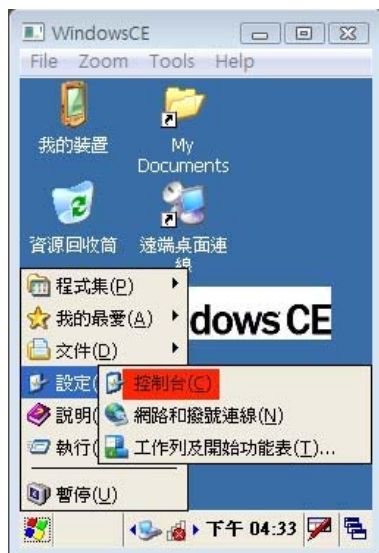 WindowsCE
File Zoom Tools Help
我的裝置
My
Documents
資源回收筒
遠端桌面連
線
程式集(P)
我的最愛(A)
dows CE
文件(D)
設定(
控制台(C)
說明(
網路和撥號連線(N)
執行(
工作列及開始功能表(T)...
暫停(U)
下午 04:33